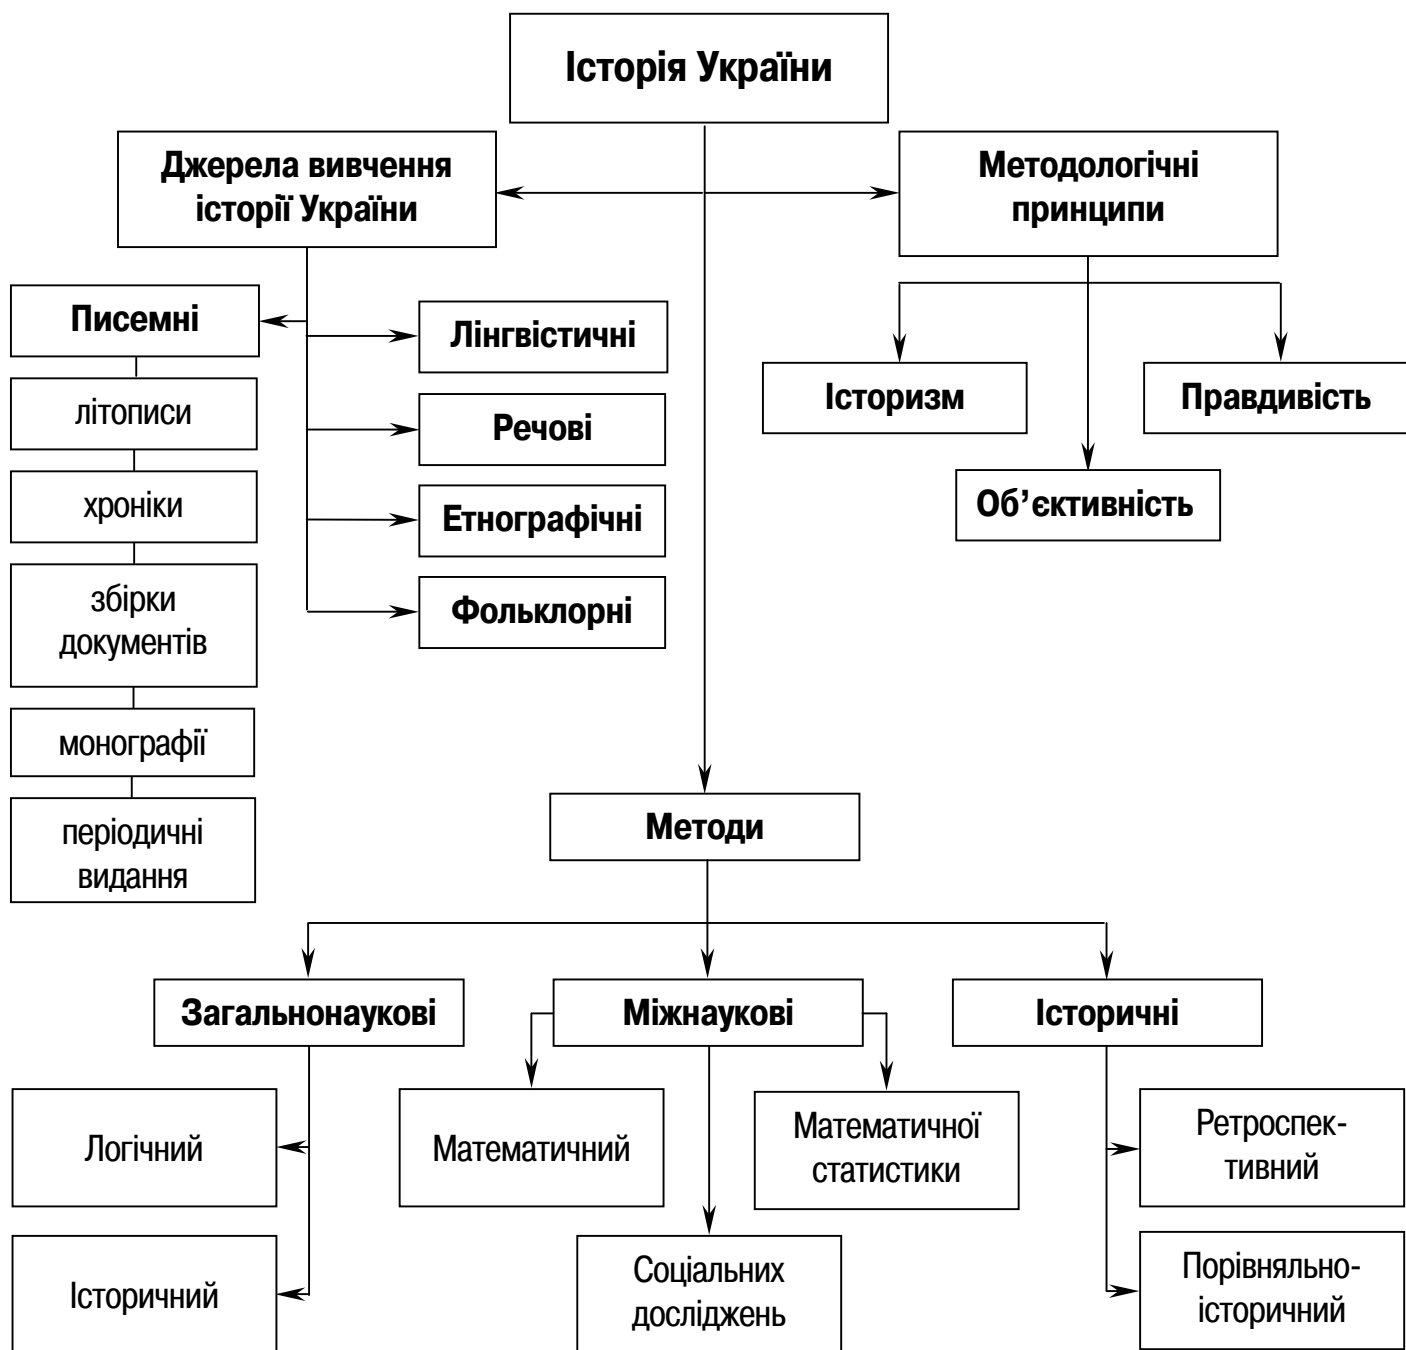 Історія України
Джерела вивчення
історії України
Методологічні
принципи
Писемні
літописи
хроніки
збірки
документів
монографії
періодичні
видання
Лінгвістичні
Речові
Етнографічні
Фольклорні
Історизм
Правдивість
Об’єктивність
Методи
Загальнонаукові
Міжнаукові
Історичні
Логічний
Історичний
Математичний
Соціальних
досліджень
Математичної
статистики
Ретроспек-
тивний
Порівняльно-
історичний